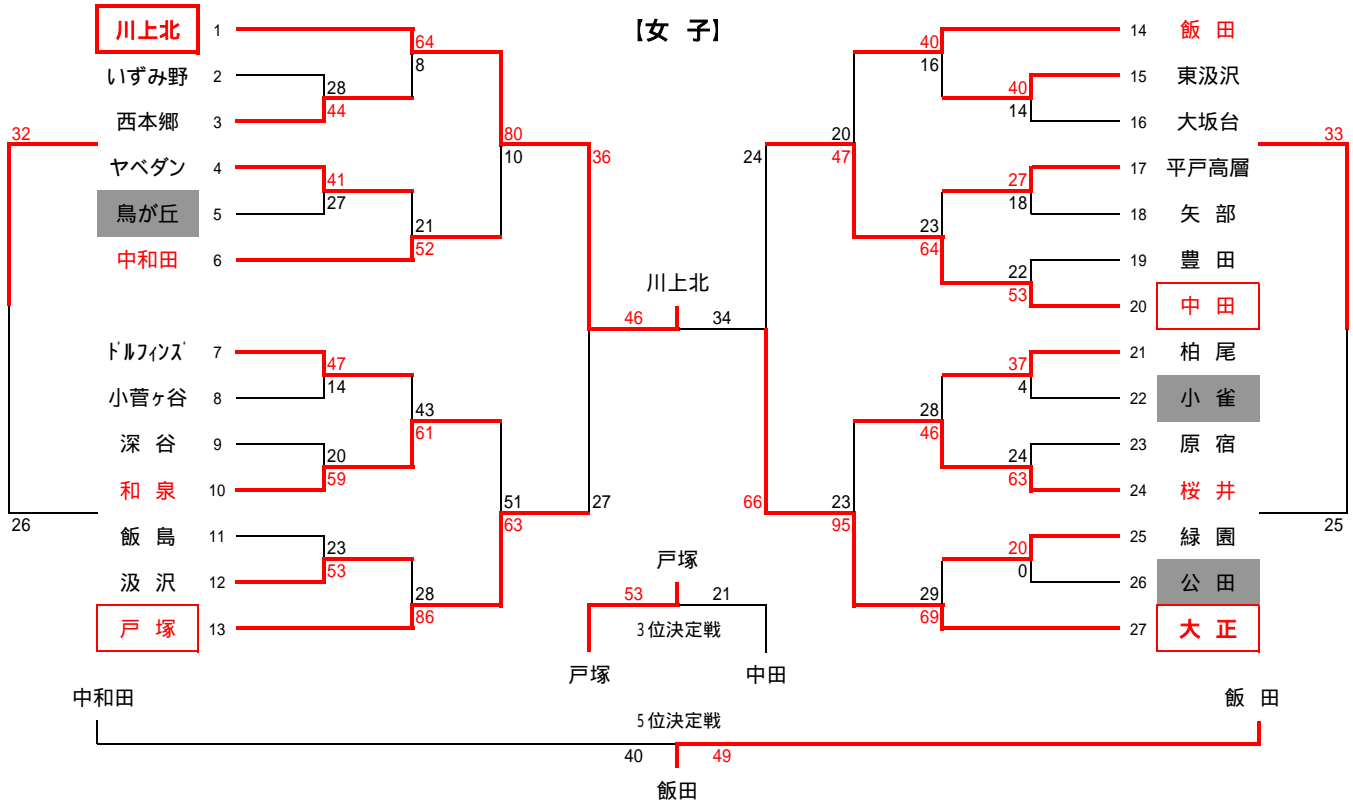 【女 子】
川上北 1
いずみ野 2
西本郷 3
ヤベダン 4
鳥が丘 5
中和田 6
ドルフィンズ 7
小菅ヶ谷 8
深 谷 9
和 泉 10
飯 島 11
汲 沢 12
戸 塚 13
64
8
28
44
80
10
41
27
21
52
36
27
47
14
43
61
20
59
51
63
23
53
28
86
32
26
14 飯 田
15 東汲沢
16 大坂台
17 平戸高層
18 矢 部
19 豊 田
20 中 田
21 柏 尾
22 小 雀
23 原 宿
24 桜 井
25 緑 園
26 公 田
27 大 正
40
16
40
14
20
47
27
18
23
64
22
53
24
66
37
4
28
46
24
63
23
95
20
0
29
69
33
25
川上北
46 34
戸塚
53 21
3位決定戦
戸塚 中田
中和田 飯 田
5位決定戦
40 49
飯田